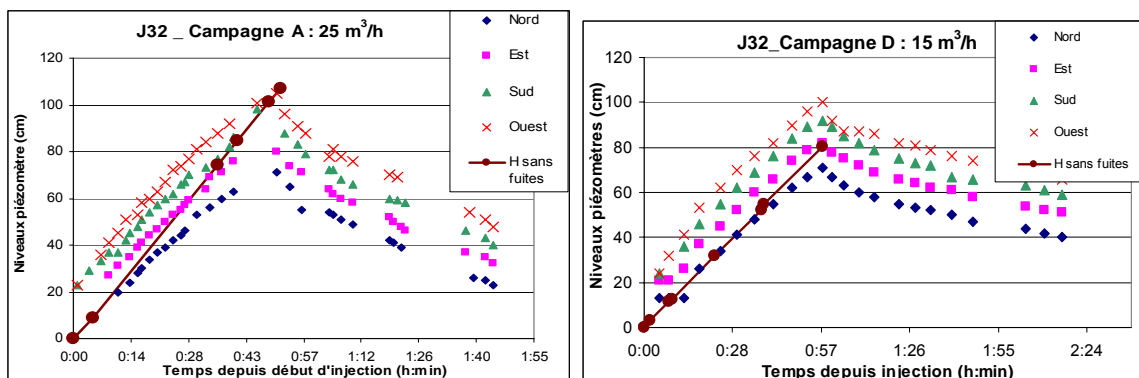 J32 _ Campagne A : 25 m³/h
Nord
Est
Sud
Ouest
H sans
fuites
Niveaux piézomètre (cm)
120
100
80
60
40
20
0
0:00 0:14 0:28 0:43 0:57 1:12 1:26 1:40 1:55
Temps depuis début d'injection (h:min)
J32_Campagne D : 15 m³/h
Nord
Est
Sud
Ouest
H sans fuites
Niveaux piézomètres (cm)
120
100
80
60
40
20
0
0:00 0:28 0:57 1:26 1:55 2:24
Temps depuis injection (h:min)